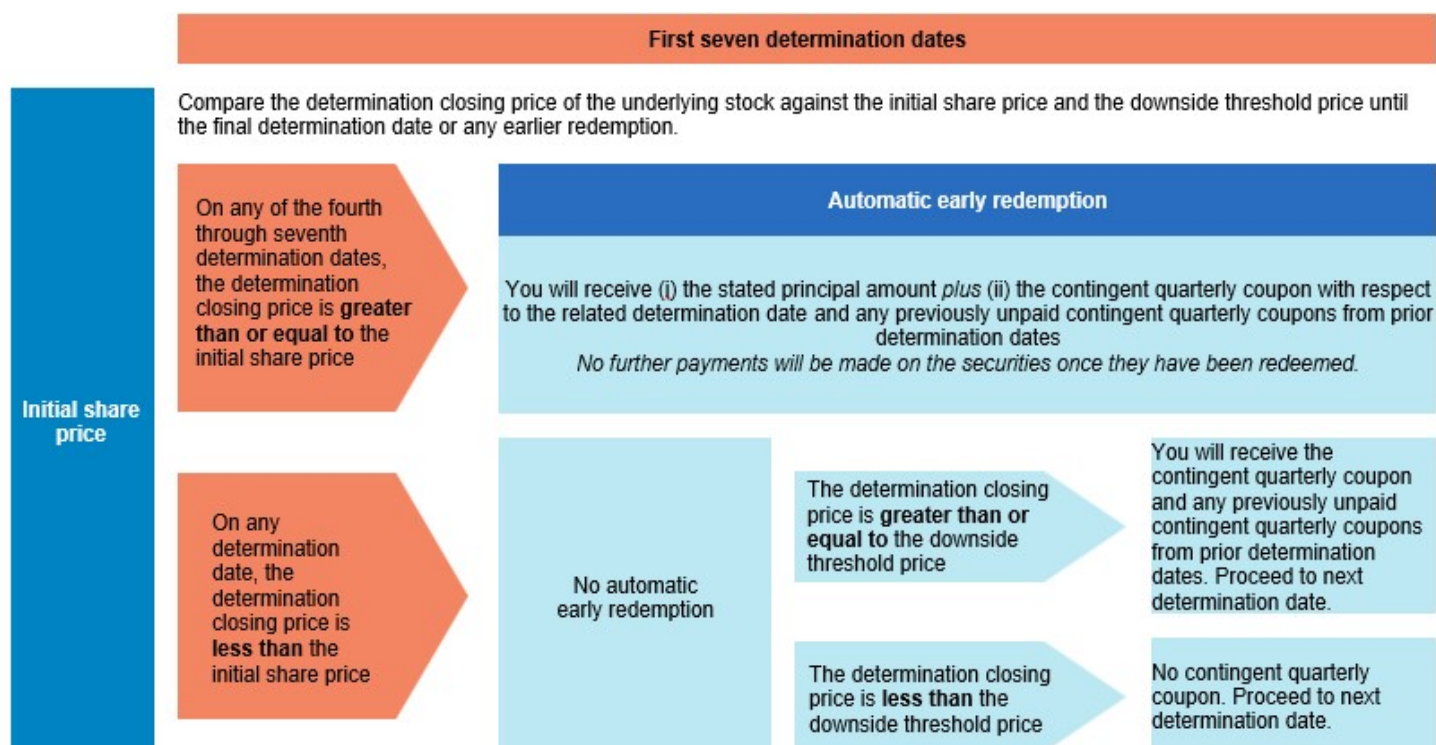 First seven determination dates
Compare the determination closing price of the underlying stock against the initial share price and the downside threshold price until
the final determination date or any earlier redemption.
Initial share
price
On any of the fourth
through seventh
determination dates,
the determination
closing price is greater
than or equal to the
initial share price
Automatic early redemption
You will receive (i) the stated principal amount plus (ii) the contingent quarterly coupon with respect
to the related determination date and any previously unpaid contingent quarterly coupons from prior
determination dates
No further payments will be made on the securities once they have been redeemed.
On any
determination
date, the
determination
closing price is
less than the
initial share price
No automatic
early redemption
The determination closing
price is greater than or
equal to the downside
threshold price
You will receive the
contingent quarterly coupon
and any previously unpaid
contingent quarterly coupons
from prior determination
dates. Proceed to next
determination date.
The determination closing
price is less than the
downside threshold price
No contingent quarterly
coupon. Proceed to next
determination date.